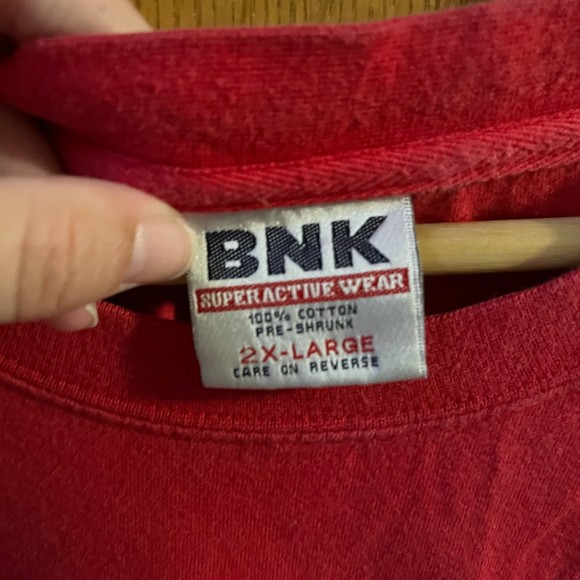 BNK
SUPERACTIVE WEAR
100% COTTON
PRE-SHRUNK
2X-LARGE
CARE ON REVERSE